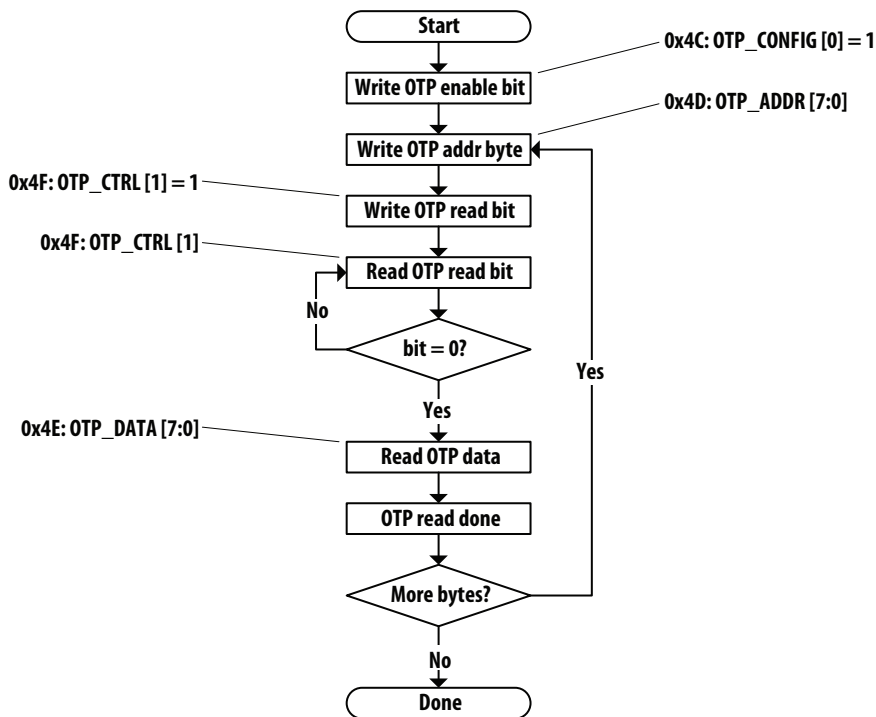 Start
0x4C: OTP_CONFIG [0] = 1
Write OTP enable bit
0x4D: OTP_ADDR [7:0]
Write OTP addr byte
0x4F: OTP_CTRL [1] = 1
Write OTP read bit
0x4F: OTP_CTRL [1]
Read OTP read bit
No
bit = 0?
Yes
Yes
0x4E: OTP_DATA [7:0]
Read OTP data
OTP read done
More bytes?
No
Done